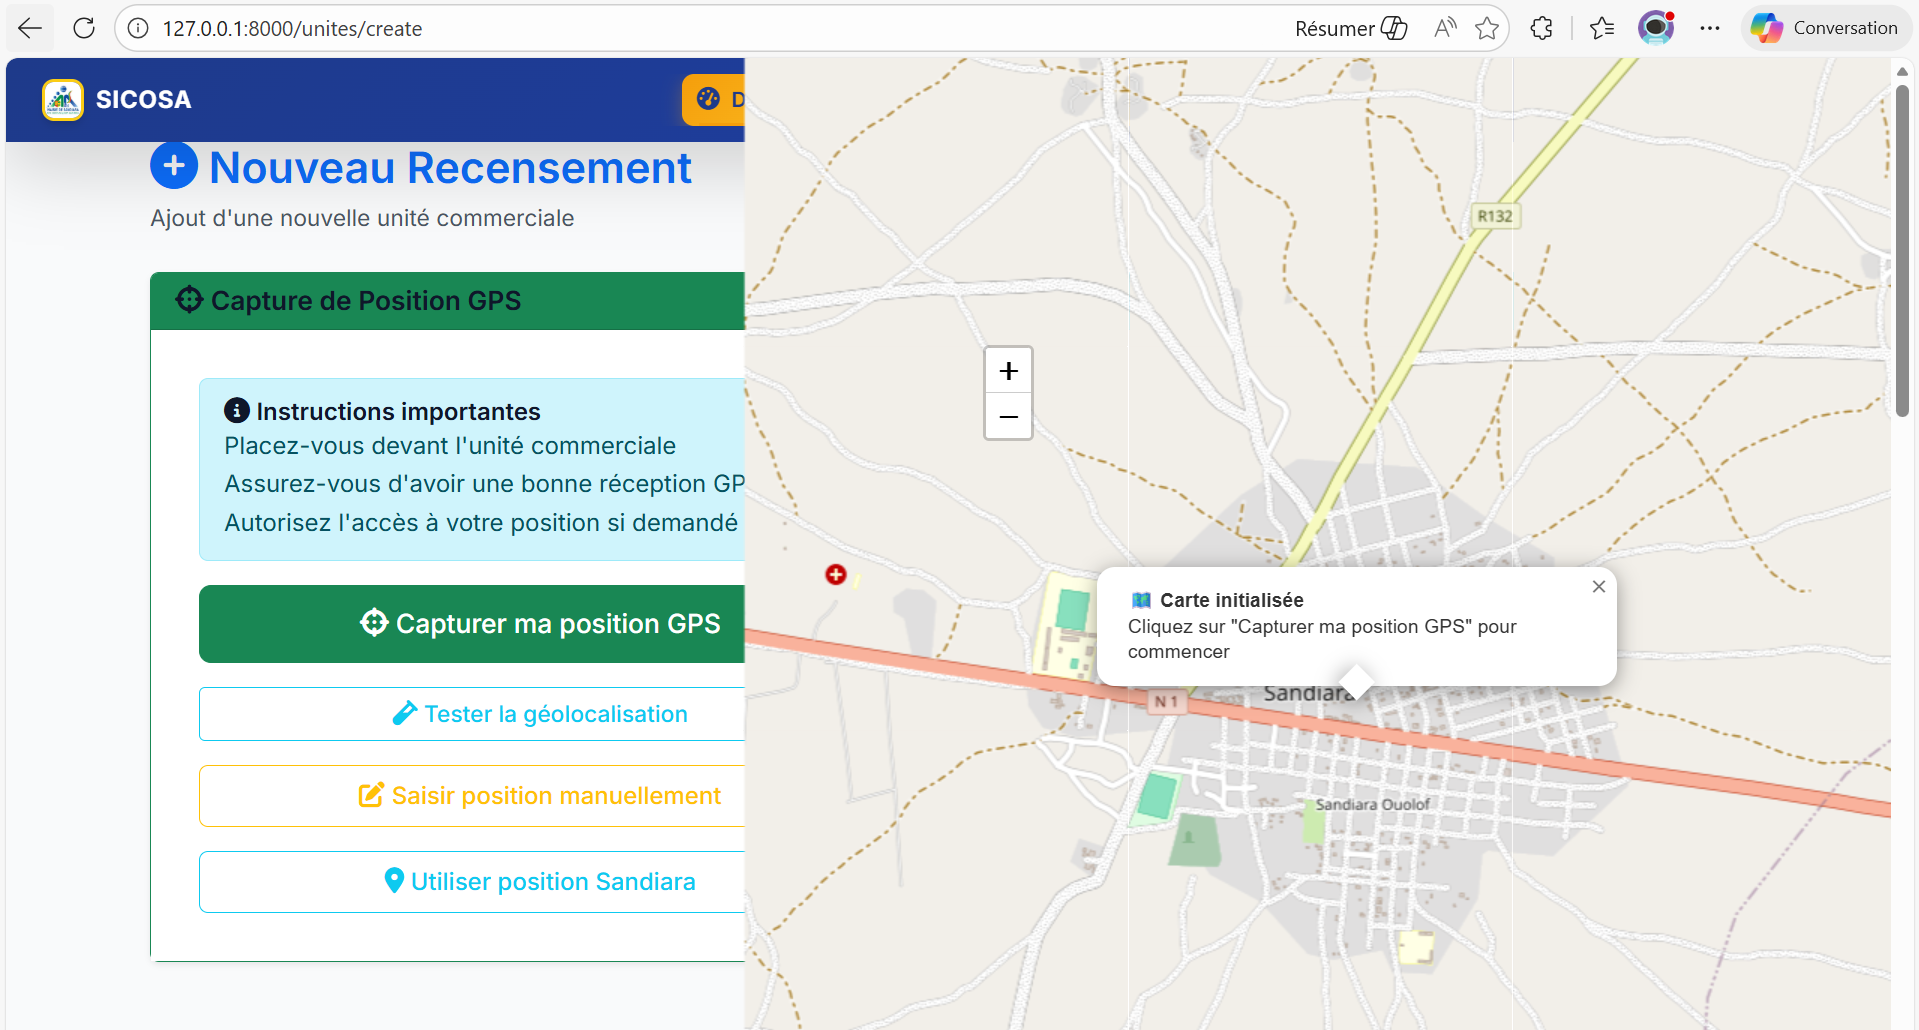 127.0.0.1:8000/unites/create
Résumer
Conversation
SICOSA
D
Nouveau Recensement
Ajout d'une nouvelle unité commerciale
Capture de Position GPS
Instructions importantes
Placez-vous devant l'unité commerciale
Assurez-vous d'avoir une bonne réception GP
Autorisez l'accès à votre position si demandé
Capturer ma position GPS
Tester la géolocalisation
Saisir position manuellement
Utiliser position Sandiara
+
−
R132
Carte initialisée
Cliquez sur "Capturer ma position GPS" pour
commencer
Sandiara
N 1
Sandiara Ouolof